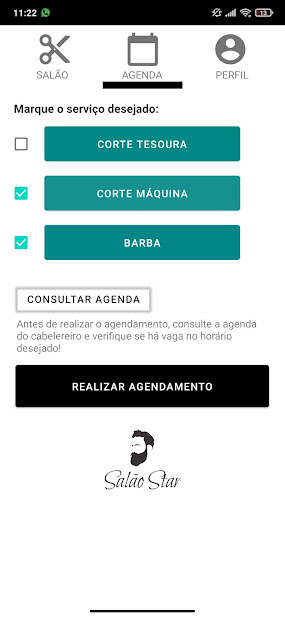 11:22
13
SALÃO
AGENDA
PERFIL
Marque o serviço desejado:
CORTE TESOURA
CORTE MÁQUINA
BARBA
CONSULTAR AGENDA
Antes de realizar o agendamento, consulte a agenda
do cabelereiro e verifique se há vaga no horário
desejado!
REALIZAR AGENDAMENTO
Salão Star